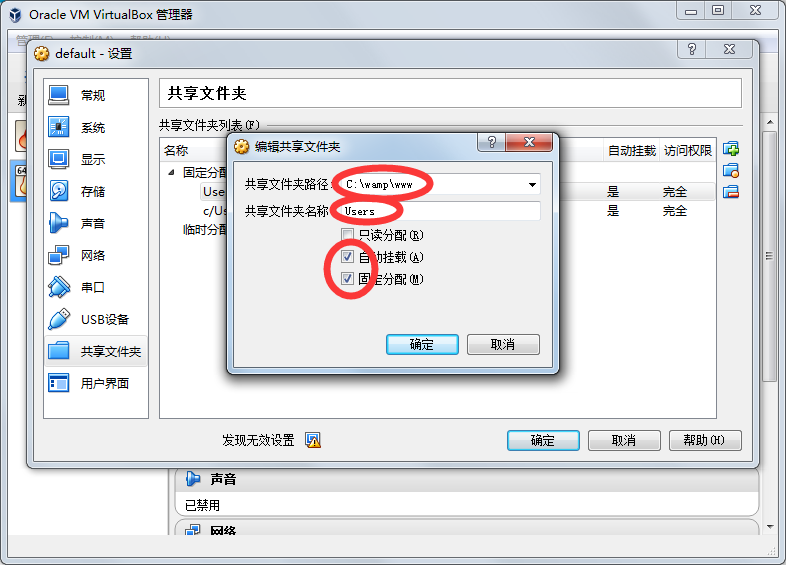 Oracle VM VirtualBox 管理器
default - 设置
常规
系统
显示
存储
声音
网络
串口
USB设备
共享文件夹
用户界面
共享文件夹
共享文件夹列表(F)
名称
自动挂载 访问权限
固定分配
Use
是 完全
c/Us
是 完全
临时分配
编辑共享文件夹
共享文件夹路径: C:\wamp\www
共享文件夹名称 Users
只读分配(R)
自动挂载(A)
固定分配(M)
确定 取消
发现无效设置
确定 取消 帮助(H)
声音
已禁用
网络